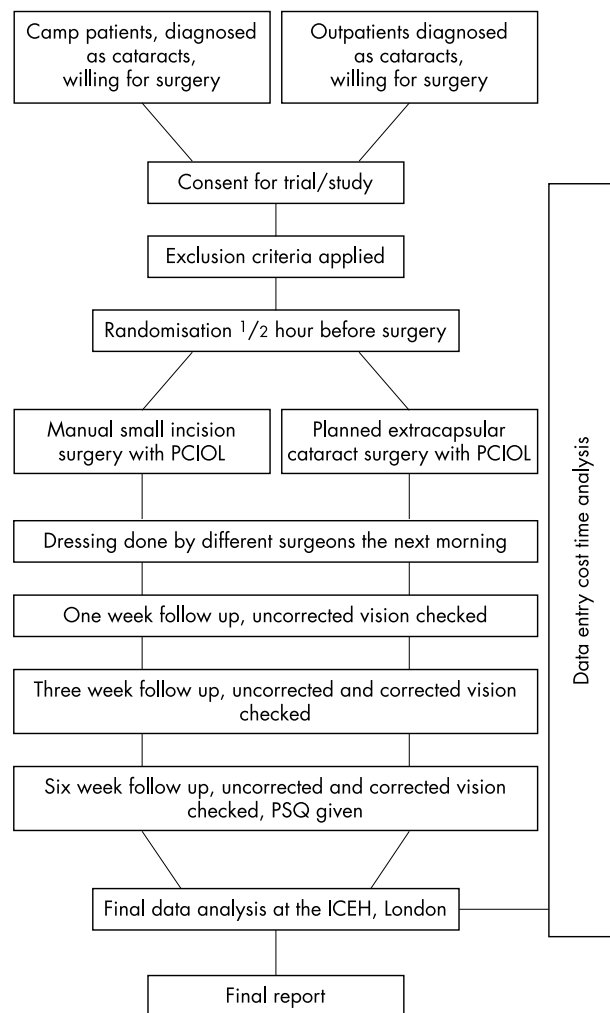 Camp patients, diagnosed
as cataracts,
willing for surgery
Outpatients diagnosed
as cataracts,
willing for surgery
Consent for trial/study
Exclusion criteria applied
Randomisation 1/2 hour before surgery
Manual small incision
surgery with PCIOL
Planned extracapsular
cataract surgery with PCIOL
Dressing done by different surgeons the next morning
One week follow up, uncorrected vision checked
Three week follow up, uncorrected and corrected vision
checked
Six week follow up, uncorrected and corrected vision
checked, PSQ given
Final data analysis at the ICEH, London
Final report
Data entry cost time analysis